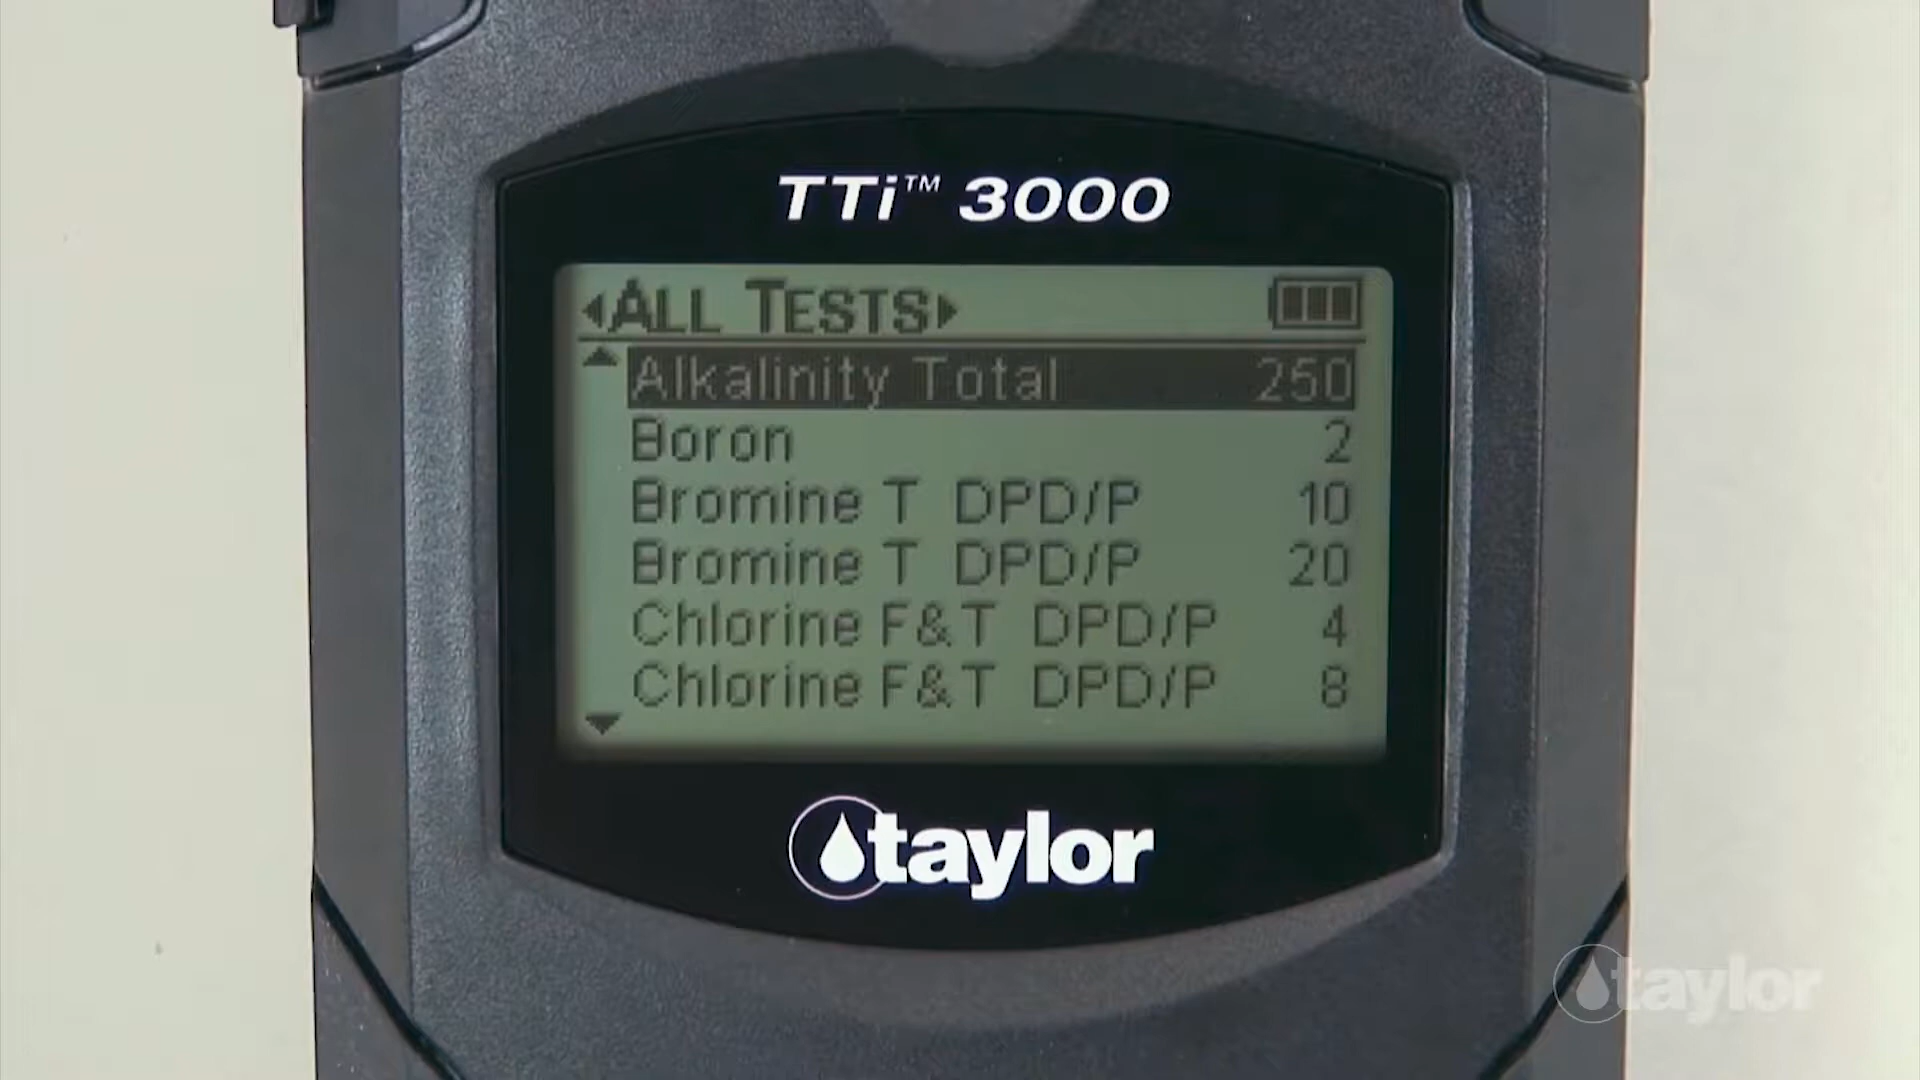 TTi™ 3000
ALL TESTS
Alkalinity Total 250
Boron 2
Bromine T DPD/P 10
Bromine T DPD/P 20
Chlorine F&T DPD/P 4
Chlorine F&T DPD/P 8
taylor
taylor